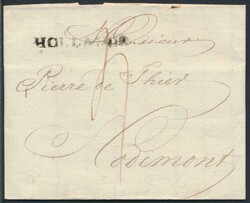 Monsieur
HOLLANDE
Pierre de Thier
Hodimont